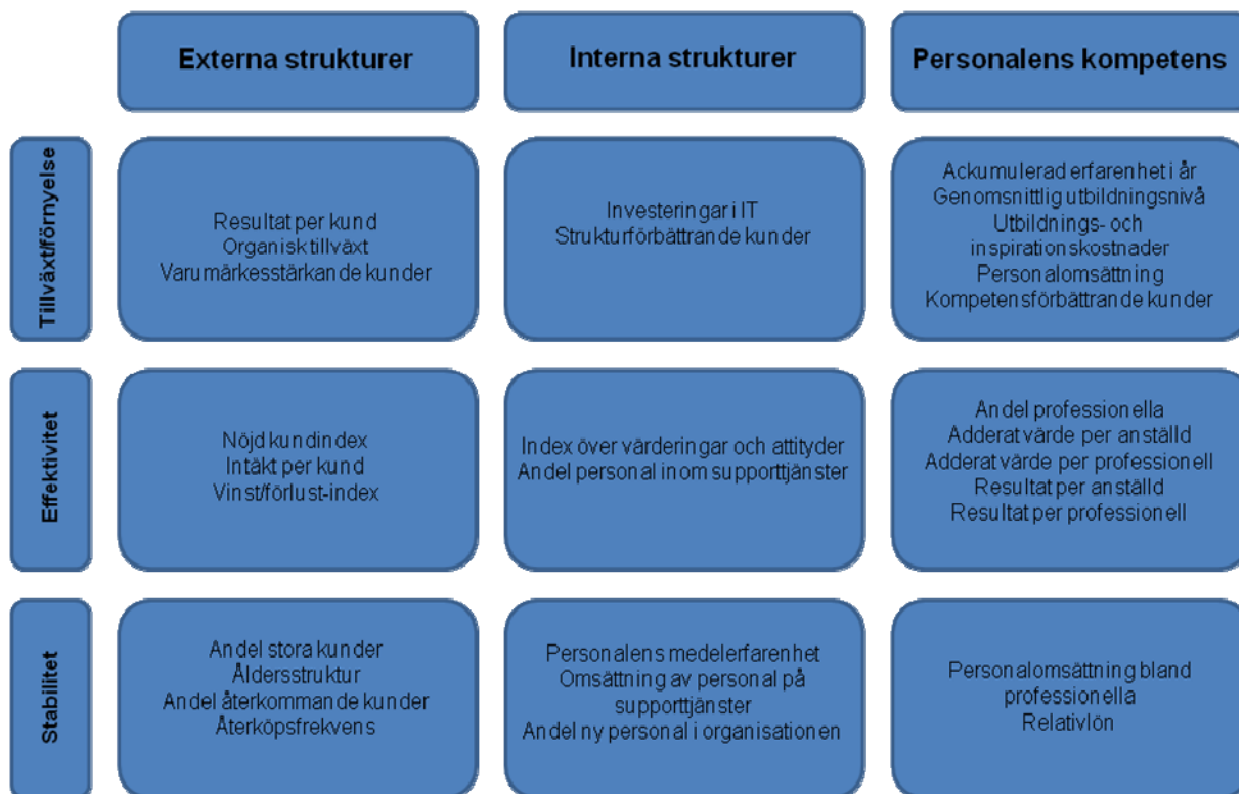 Externa strukturer
Interna strukturer
Personalens kompetens
Tillväxt/förnyelse
Resultat per kund
Organisk tillväxt
Varumärkesstärkande kunder
Investeringar i IT
Strukturförbättrande kunder
Ackumulerad erfarenhet i år
Genomsnittlig utbildningsnivå
Utbildnings- och
inspirationskostnader
Personalomsättning
Kompetensförbättrande kunder
Effektivitet
Nöjd kundindex
Intäkt per kund
Vinst/förlust-index
Index över värderingar och attityder
Andel personal inom supporttjänster
Andel professionella
Adderat värde per anställd
Adderat värde per professionell
Resultat per anställd
Resultat per professionell
Stabilitet
Andel stora kunder
Åldersstruktur
Andel återkommande kunder
Återköpsfrekvens
Personalens medelerfarenhet
Omsättning av personal på
supporttjänster
Andel ny personal i organisationen
Personalomsättning bland
professionella
Relativ lön